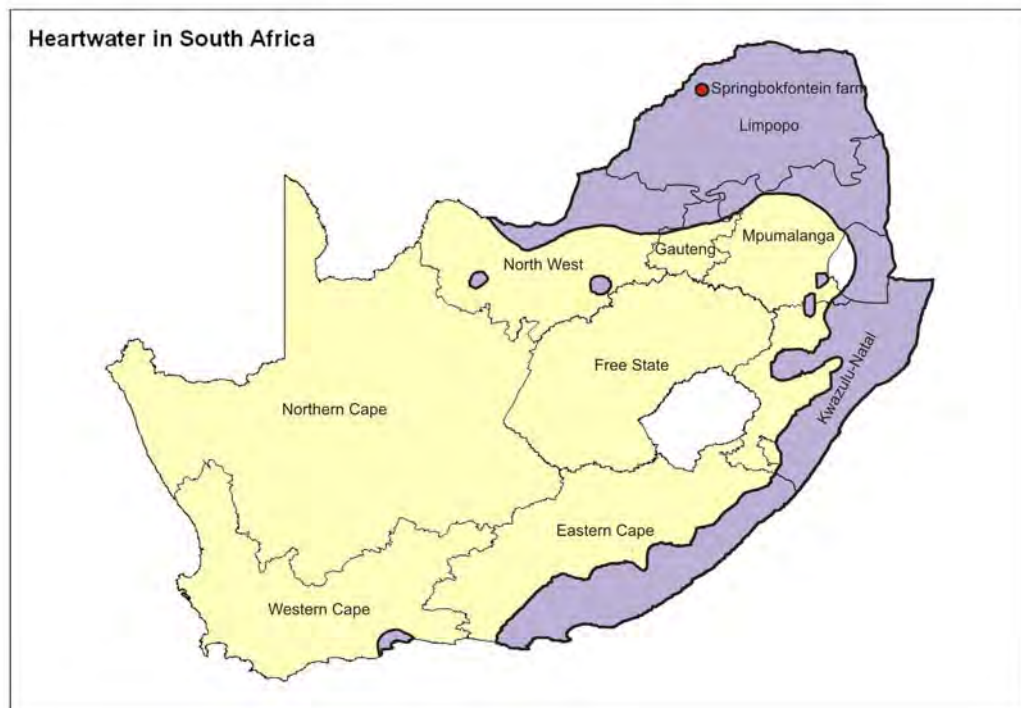 Heartwater in South Africa
Springbokfontein farm
Limpopo
Mpumalanga
Gauteng
North West
Free State
Kwazulu-Natal
Northern Cape
Eastern Cape
Western Cape